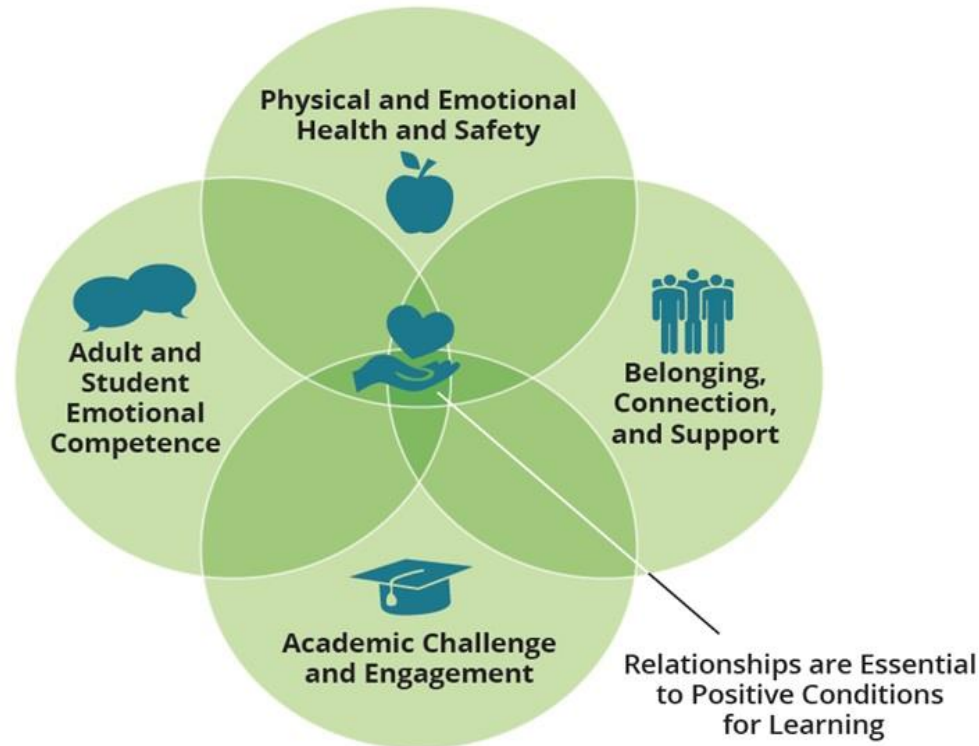 Physical and Emotional
Health and Safety
Adult and
Student
Emotional
Competence
Belonging,
Connection,
and Support
Academic Challenge
and Engagement
Relationships are Essential
to Positive Conditions
for Learning